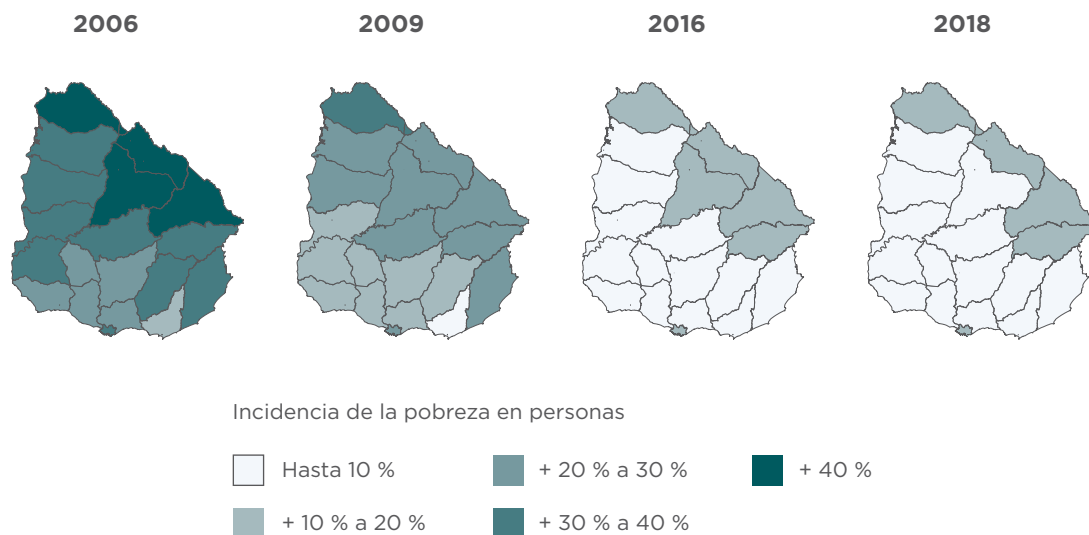 2006
2009
2016
2018
Incidencia de la pobreza en personas
Hasta 10 %
+ 20 % a 30 %
+ 40 %
+ 10 % a 20 %
+ 30 % a 40 %